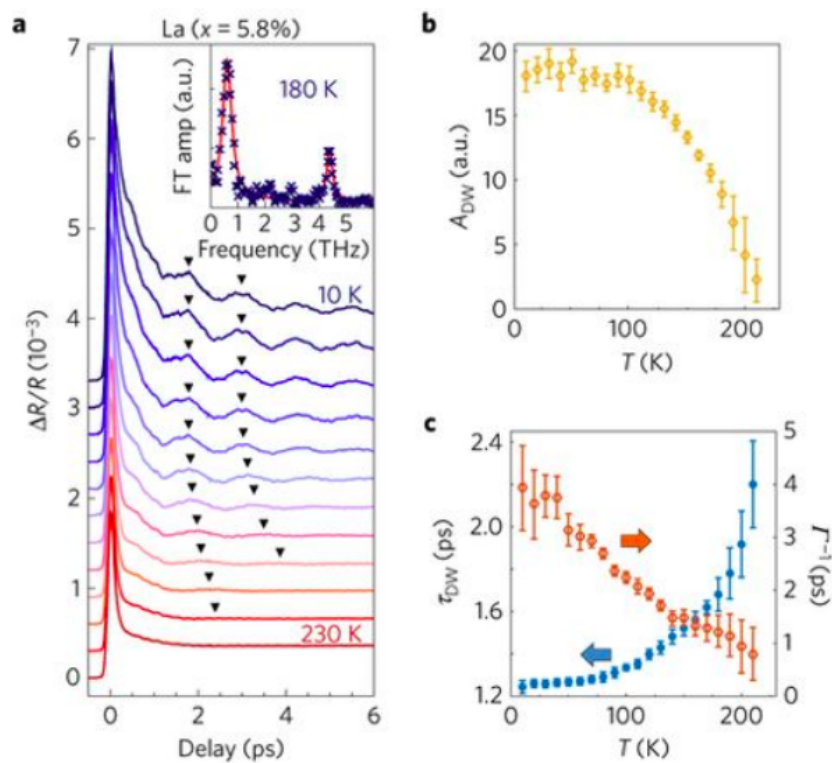 a
La (x = 5.8%)
7
6
5
4
3
2
1
0
ΔR/R (10⁻³)
0
2
4
6
Delay (ps)
10 K
230 K
FT amp (a.u.)
180 K
0 1 2 3 4 5
Frequency (THz)
b
20
15
10
5
0
A_DW (a.u.)
0
100
200
T (K)
c
2.4
2.0
1.6
1.2
τ_DW (ps)
5
4
3
2
1
0
Γ⁻¹ (ps)
0
100
200
T (K)